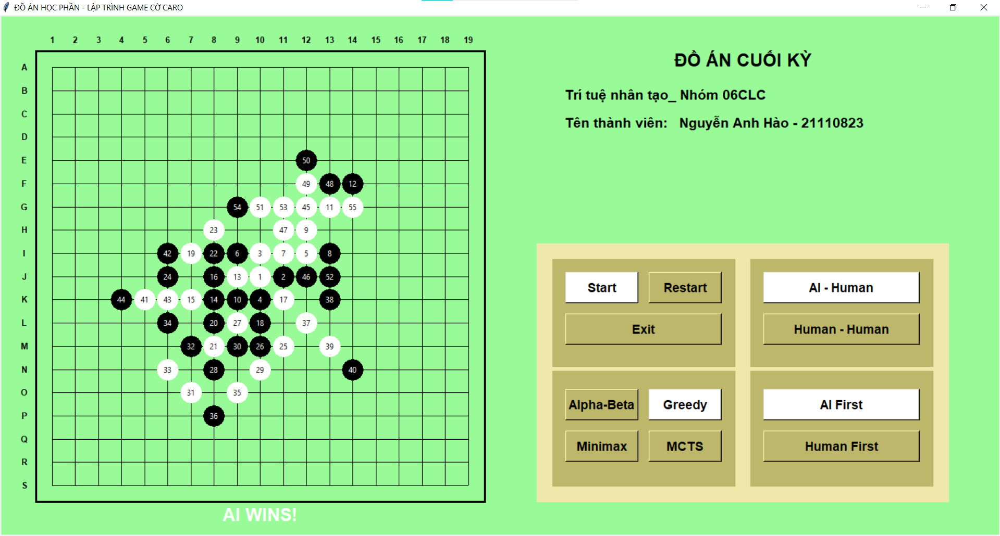 ĐỒ ÁN HỌC PHẦN - LẬP TRÌNH GAME CỜ CARO
1 2 3 4 5 6 7 8 9 10 11 12 13 14 15 16 17 18 19
A
B
C
D
E 50
F 49 48 12
G 54 51 53 45 11 55
H 23 47 9
I 42 19 22 6 3 7 5 8
J 24 16 13 1 2 46 52
K 44 41 43 15 14 10 4 17 38
L 34 20 27 18 37
M 32 21 30 26 25 39
N 33 28 29 40
O 31 35
P 36
Q
R
S
AI WINS!
ĐỒ ÁN CUỐI KỲ
Trí tuệ nhân tạo_ Nhóm 06CLC
Tên thành viên: Nguyễn Anh Hào - 21110823
Start Restart
Exit
AI - Human
Human - Human
Alpha-Beta Greedy
Minimax MCTS
AI First
Human First